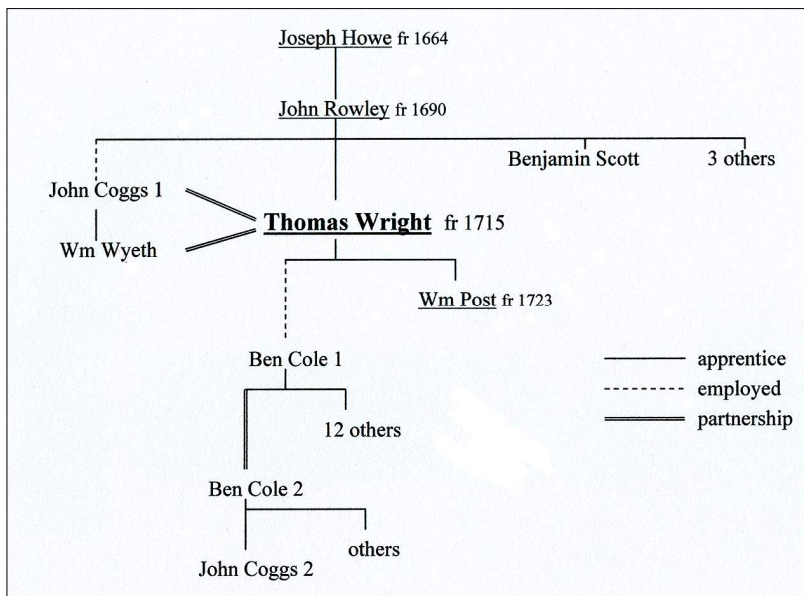 Joseph Howe fr 1664
John Rowley fr 1690
Benjamin Scott
3 others
John Coggs 1
Thomas Wright fr 1715
Wm Wyeth
Wm Post fr 1723
Ben Cole 1
apprentice
employed
partnership
12 others
Ben Cole 2
others
John Coggs 2